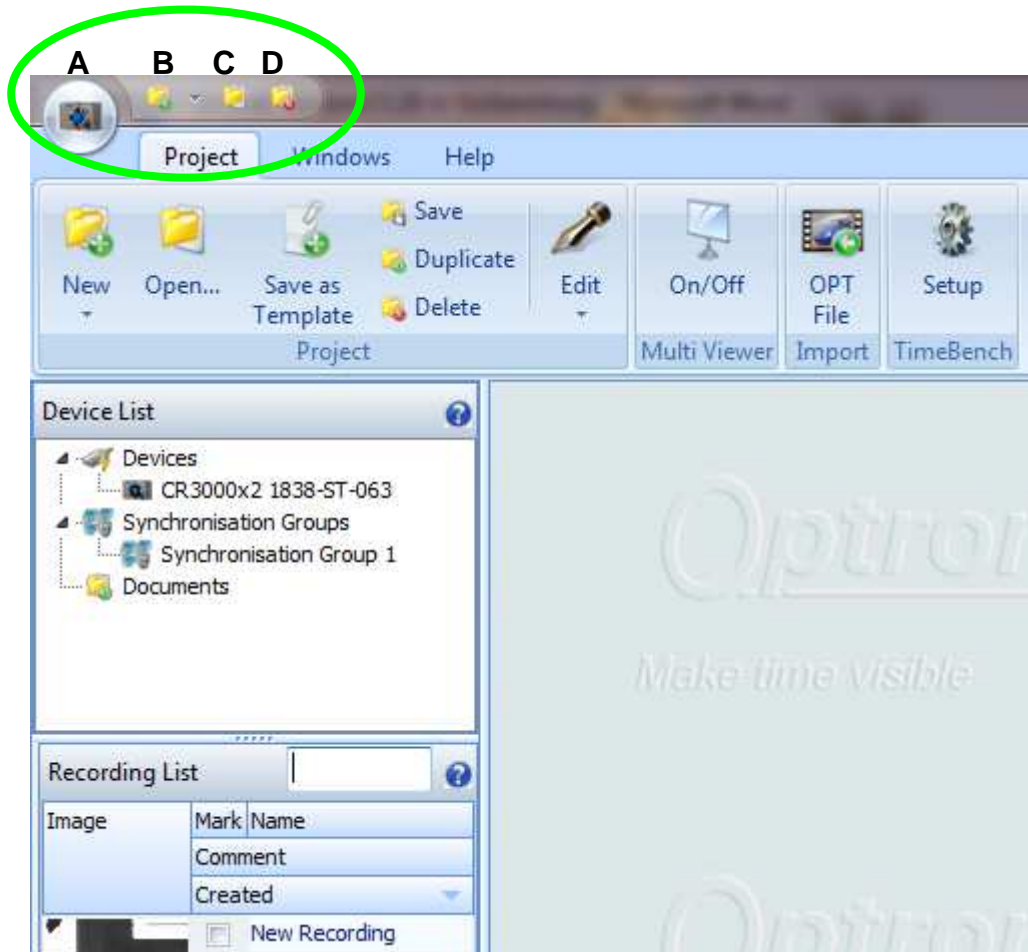 A B C D
Project Windows Help
New Open... Save as Template Save Duplicate Delete Edit On/Off OPT File Setup
Project Multi Viewer Import TimeBench
Device List
Devices
CR3000x2 1838-ST-063
Synchronisation Groups
Synchronisation Group 1
Documents
Make time visible
Recording List
Image Mark Name
Comment
Created
New Recording